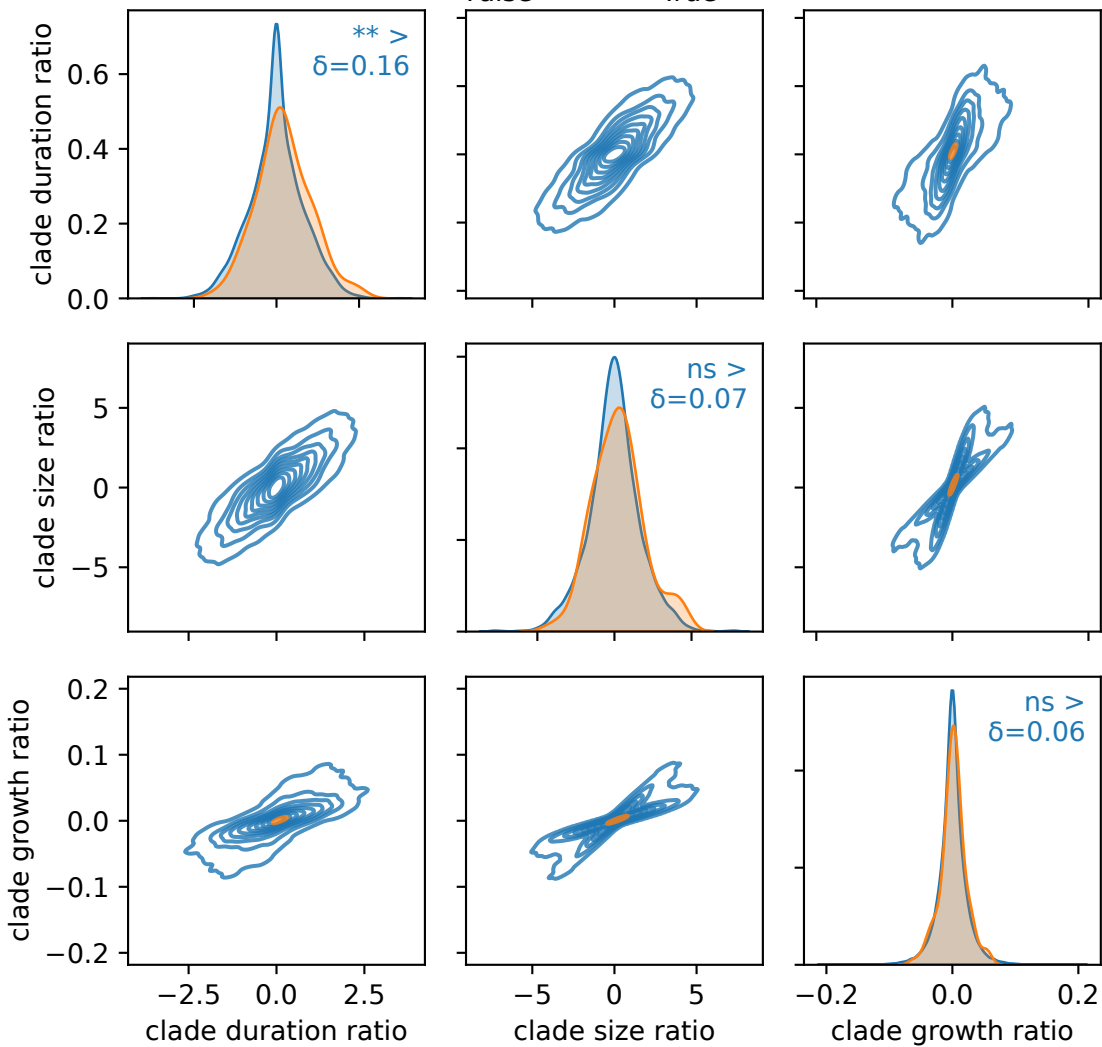 ** >
δ=0.16
clade duration ratio
0.6
0.4
0.2
0.0
ns >
δ=0.07
clade size ratio
5
0
−5
ns >
δ=0.06
clade growth ratio
0.2
0.1
0.0
−0.1
−0.2
−2.5 0.0 2.5
−5 0 5
−0.2 0.0 0.2
clade duration ratio
clade size ratio
clade growth ratio